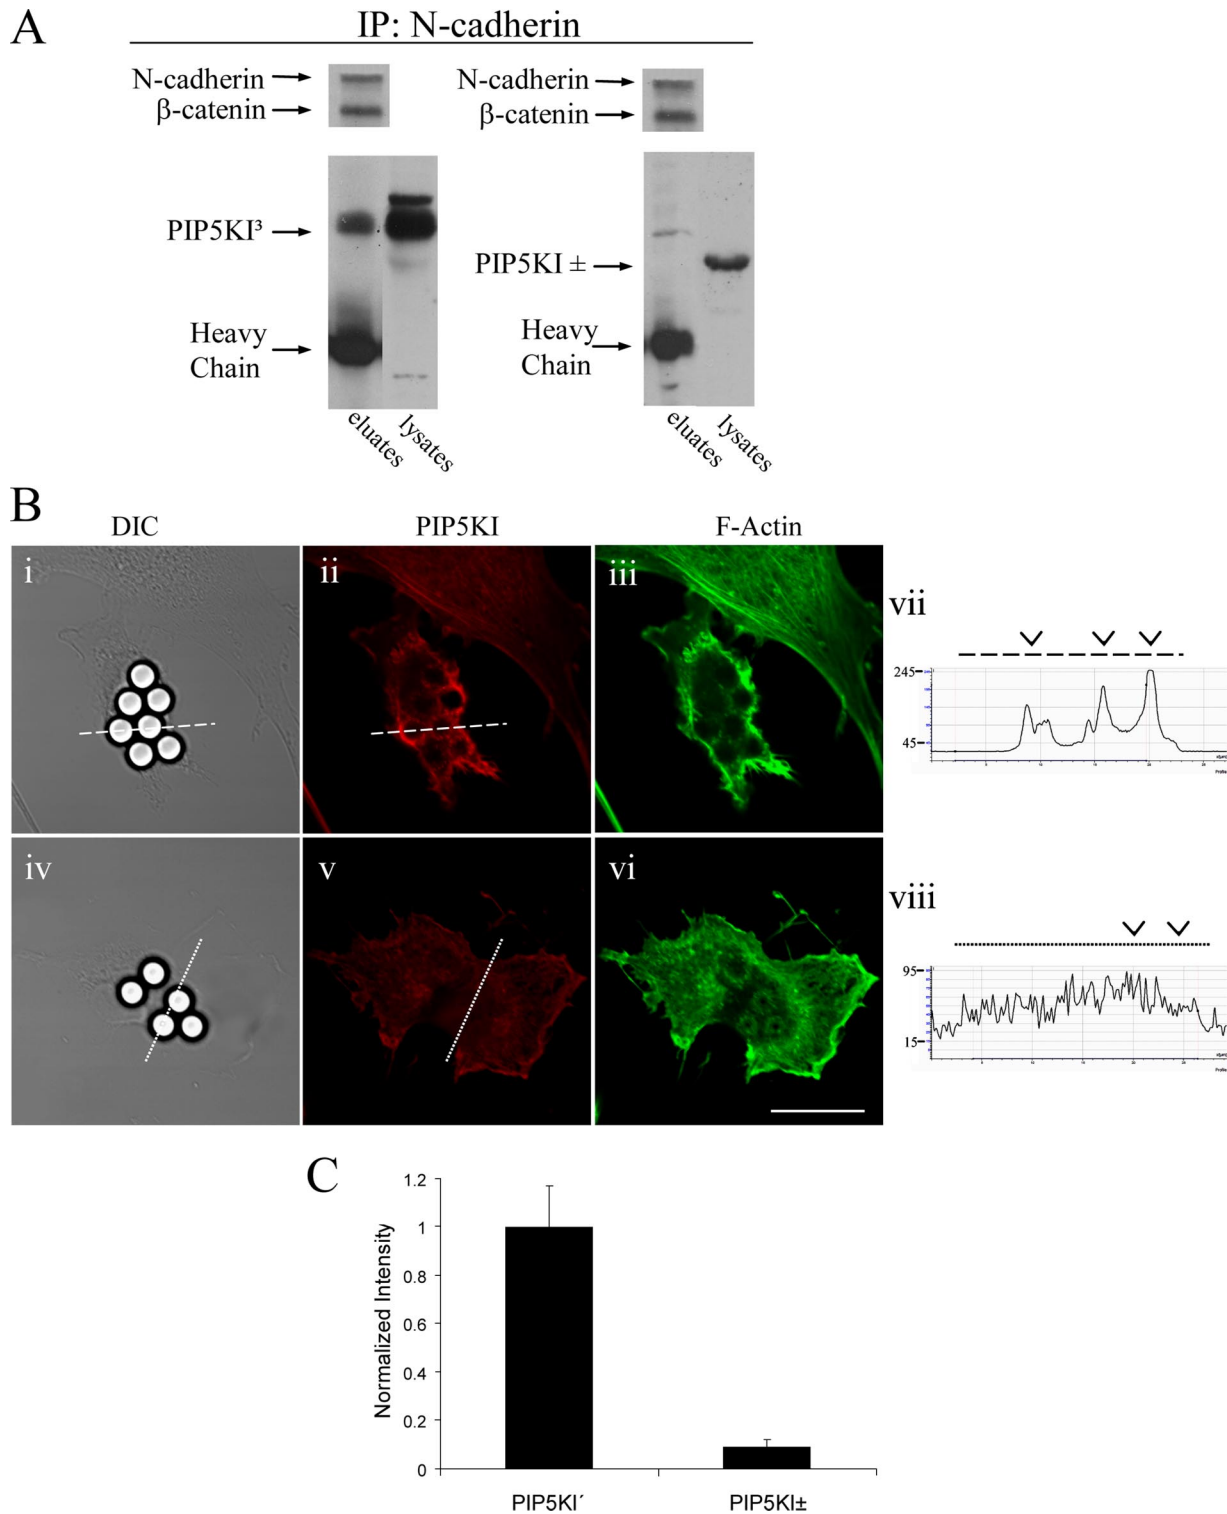 A
IP: N-cadherin
N-cadherin
β-catenin
N-cadherin
β-catenin
PIP5KI³
PIP5KI ±
Heavy
Chain
Heavy
Chain
eluates
lysates
eluates
lysates
B
DIC
PIP5KI
F-Actin
i
ii
iii
vii
245
45
iv
v
vi
viii
95
15
C
Normalized Intensity
1.2
1
0.8
0.6
0.4
0.2
0
PIP5KI´
PIP5KI±